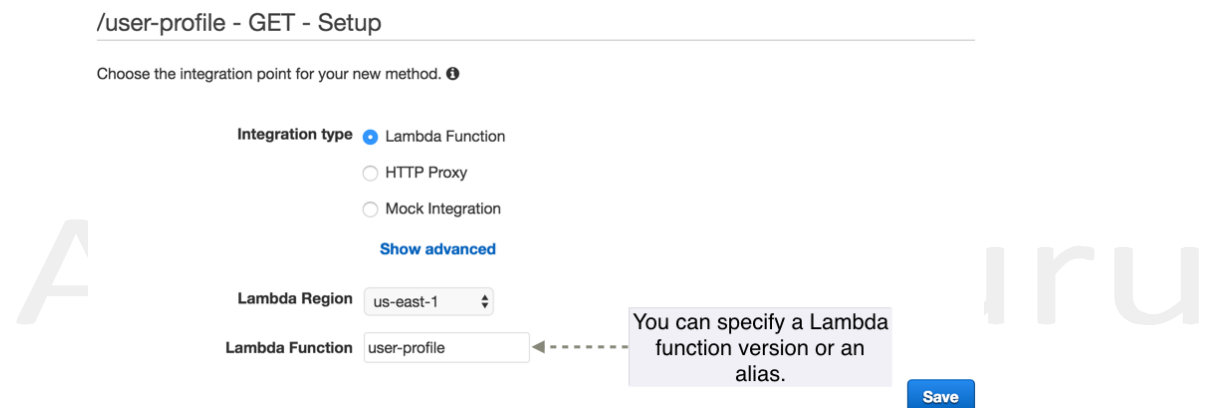 /user-profile - GET - Setup
Choose the integration point for your new method.
Integration type
Lambda Function
HTTP Proxy
Mock Integration
Show advanced
Lambda Region
us-east-1
Lambda Function
user-profile
You can specify a Lambda
function version or an
alias.
Save